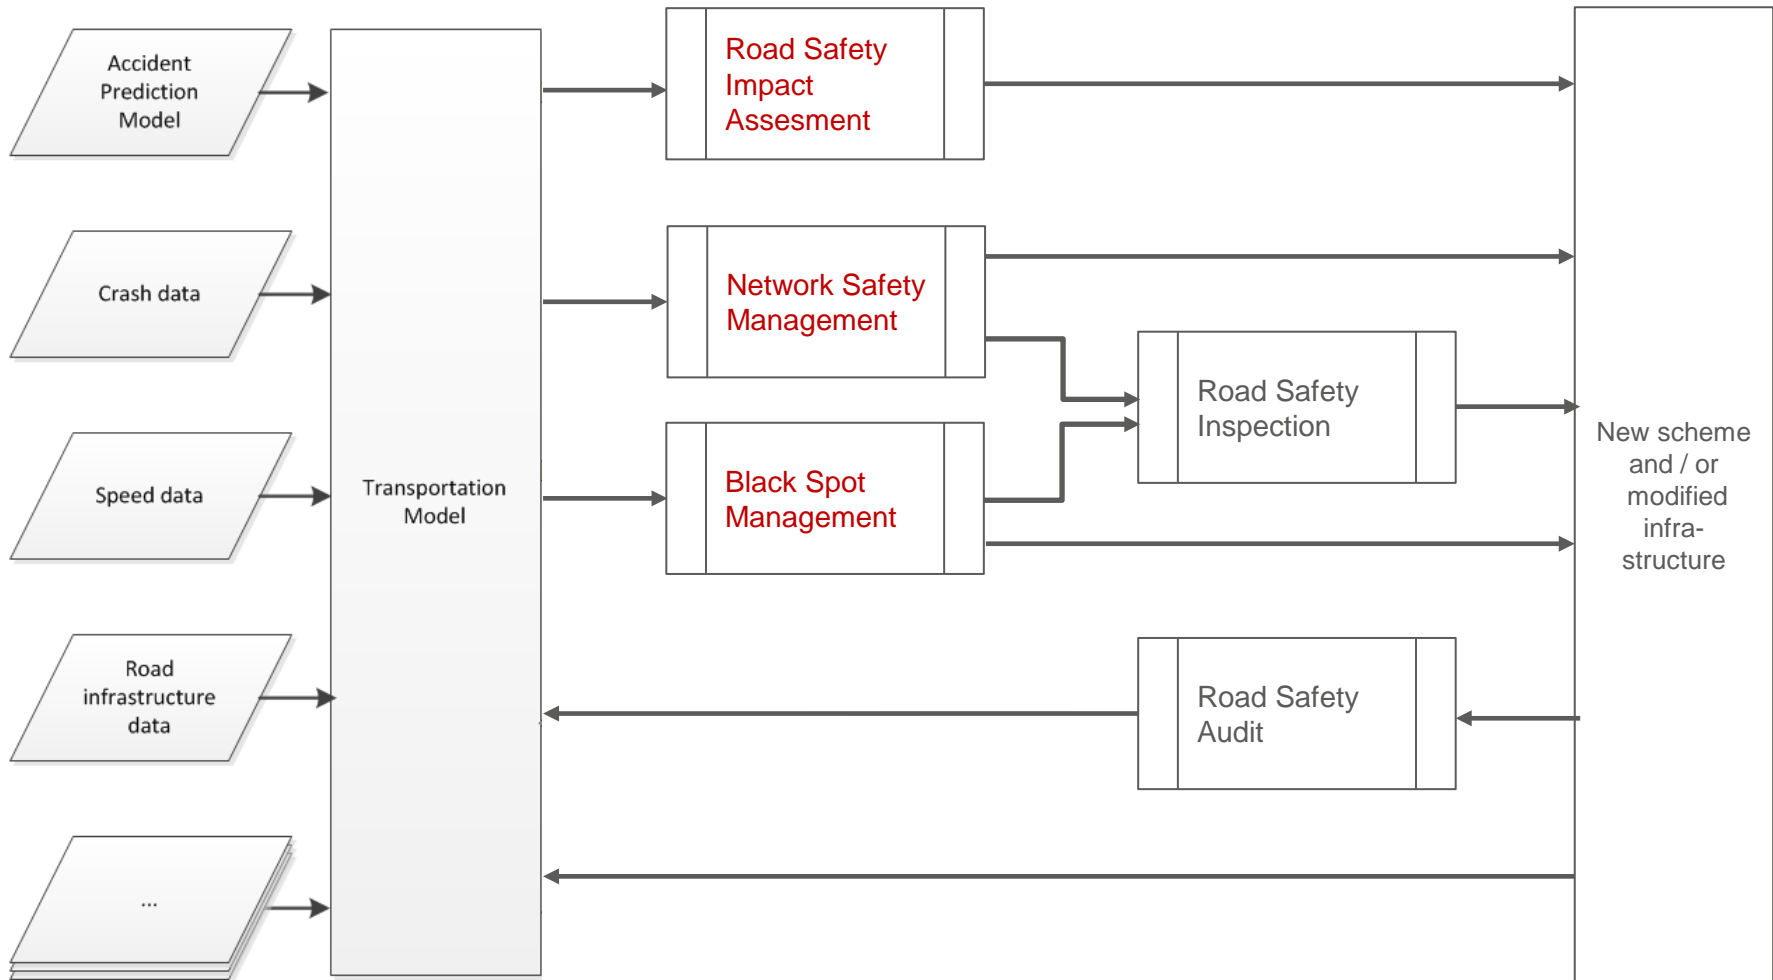 Accident
Prediction
Model
Road Safety
Impact
Assesment
Crash data
Network Safety
Management
Road Safety
Inspection
Speed data
Transportation
Model
Black Spot
Management
New scheme
and / or
modified
infra-
structure
Road
infrastructure
data
Road Safety
Audit
...